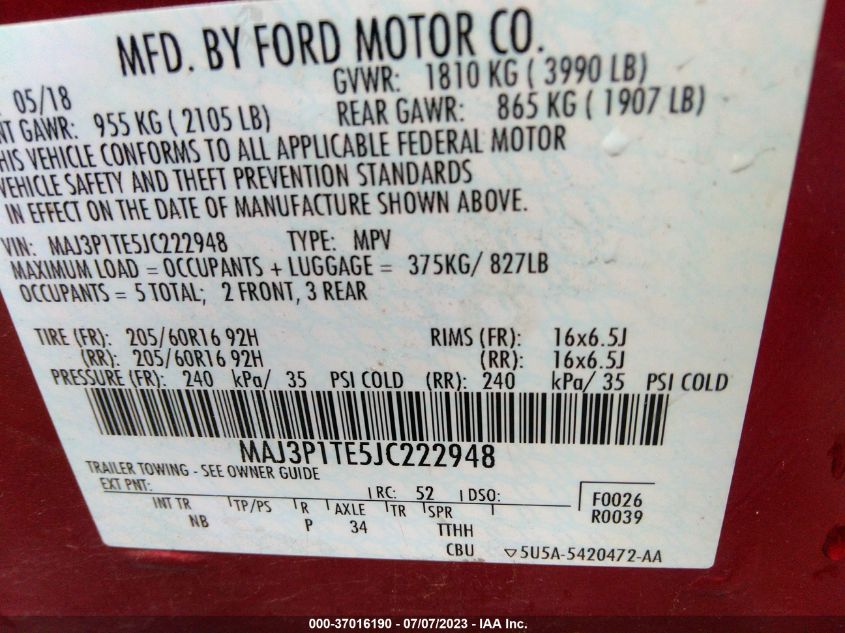 MFD. BY FORD MOTOR CO.
05/18
GVWR: 1810 KG ( 3990 LB)
NT GAWR: 955 KG ( 2105 LB)
REAR GAWR: 865 KG ( 1907 LB)
HIS VEHICLE CONFORMS TO ALL APPLICABLE FEDERAL MOTOR
VEHICLE SAFETY AND THEFT PREVENTION STANDARDS
IN EFFECT ON THE DATE OF MANUFACTURE SHOWN ABOVE.
VIN: MAJ3P1TE5JC222948 TYPE: MPV
MAXIMUM LOAD = OCCUPANTS + LUGGAGE = 375KG/ 827LB
OCCUPANTS = 5 TOTAL; 2 FRONT, 3 REAR
TIRE (FR): 205/60R16 92H RIMS (FR): 16x6.5J
(RR): 205/60R16 92H (RR): 16x6.5J
PRESSURE (FR): 240 kPa/ 35 PSI COLD (RR): 240 kPa/ 35 PSI COLD
MAJ3P1TE5JC222948
TRAILER TOWING - SEE OWNER GUIDE
EXT PNT: RC: 52 DSO: F0026
R0039
INT TR TP/PS R AXLE TR SPR
NB P 34 TTHH
CBU ▽5U5A-5420472-AA
000-37016190 - 07/07/2023 - IAA Inc.